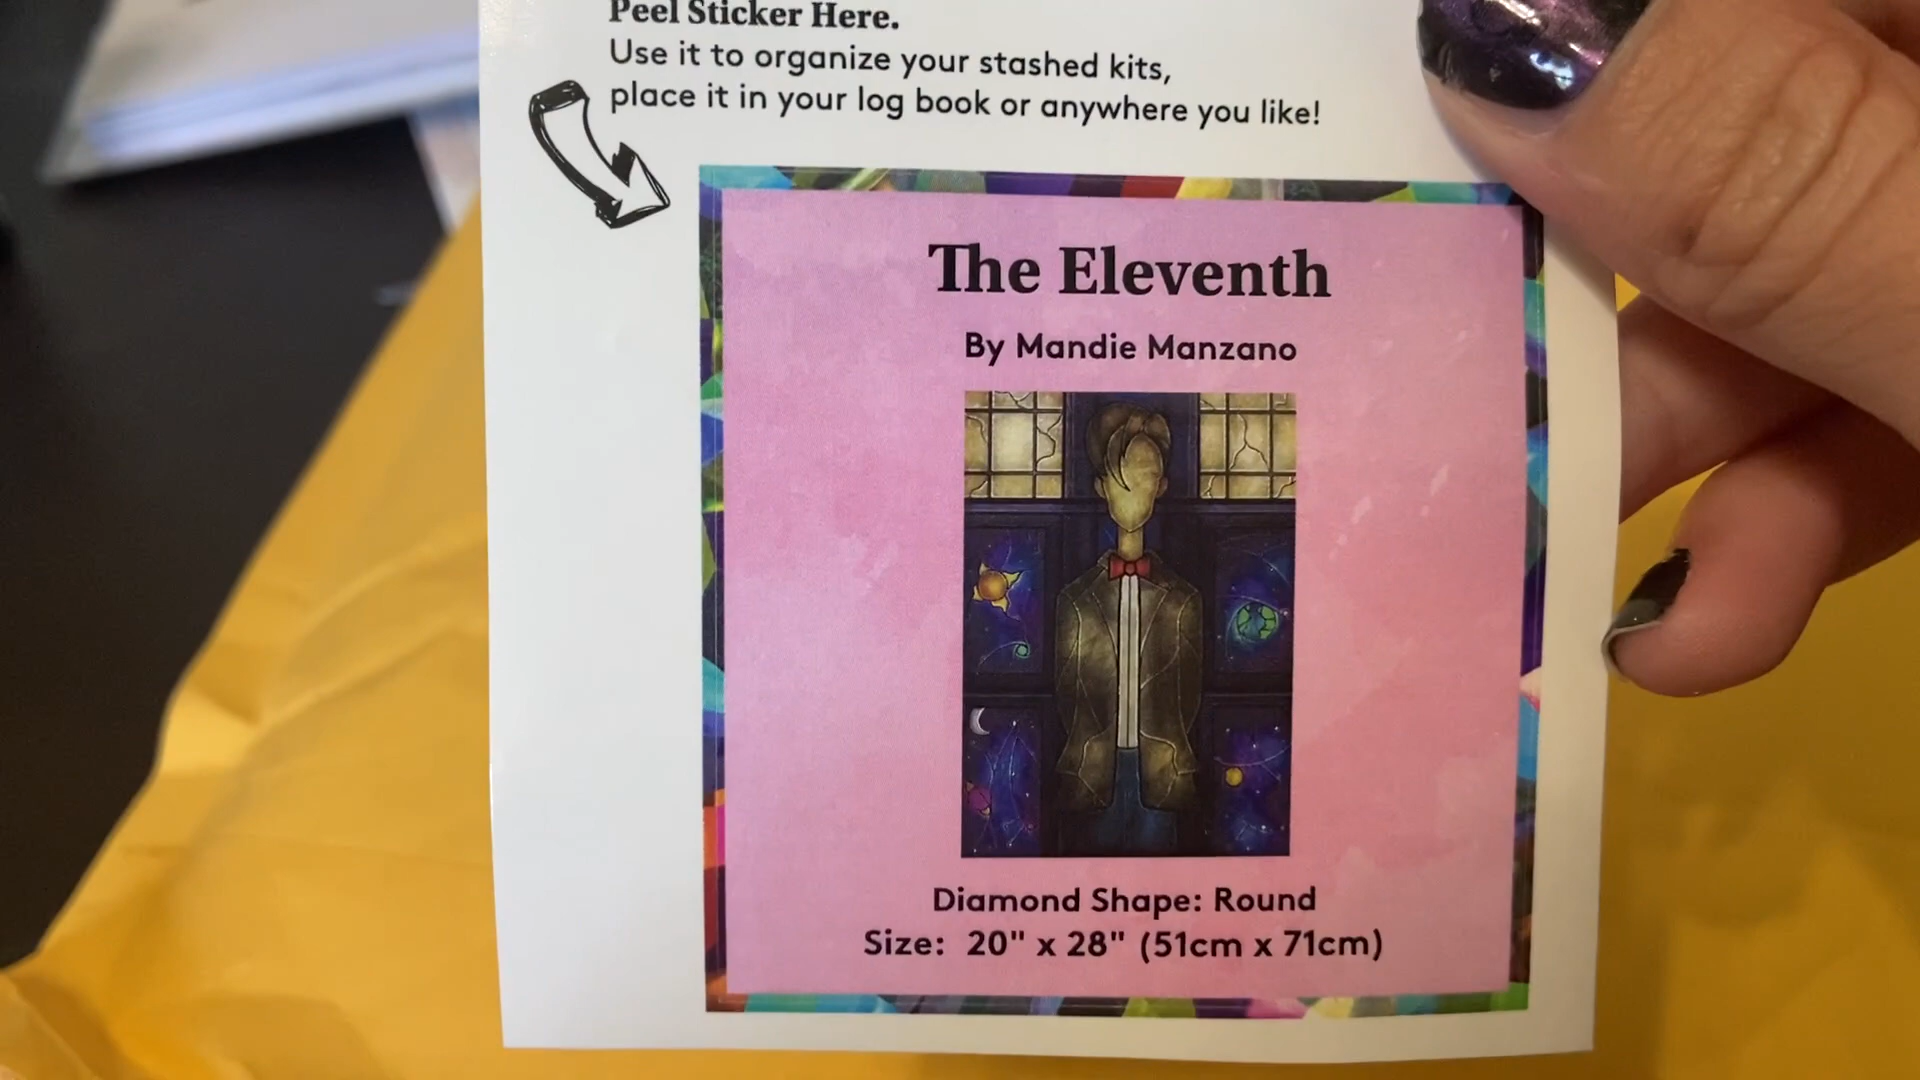 Peel Sticker Here.
Use it to organize your stashed kits,
place it in your log book or anywhere you like!
The Eleventh
By Mandie Manzano
Diamond Shape: Round
Size: 20" x 28" (51cm x 71cm)